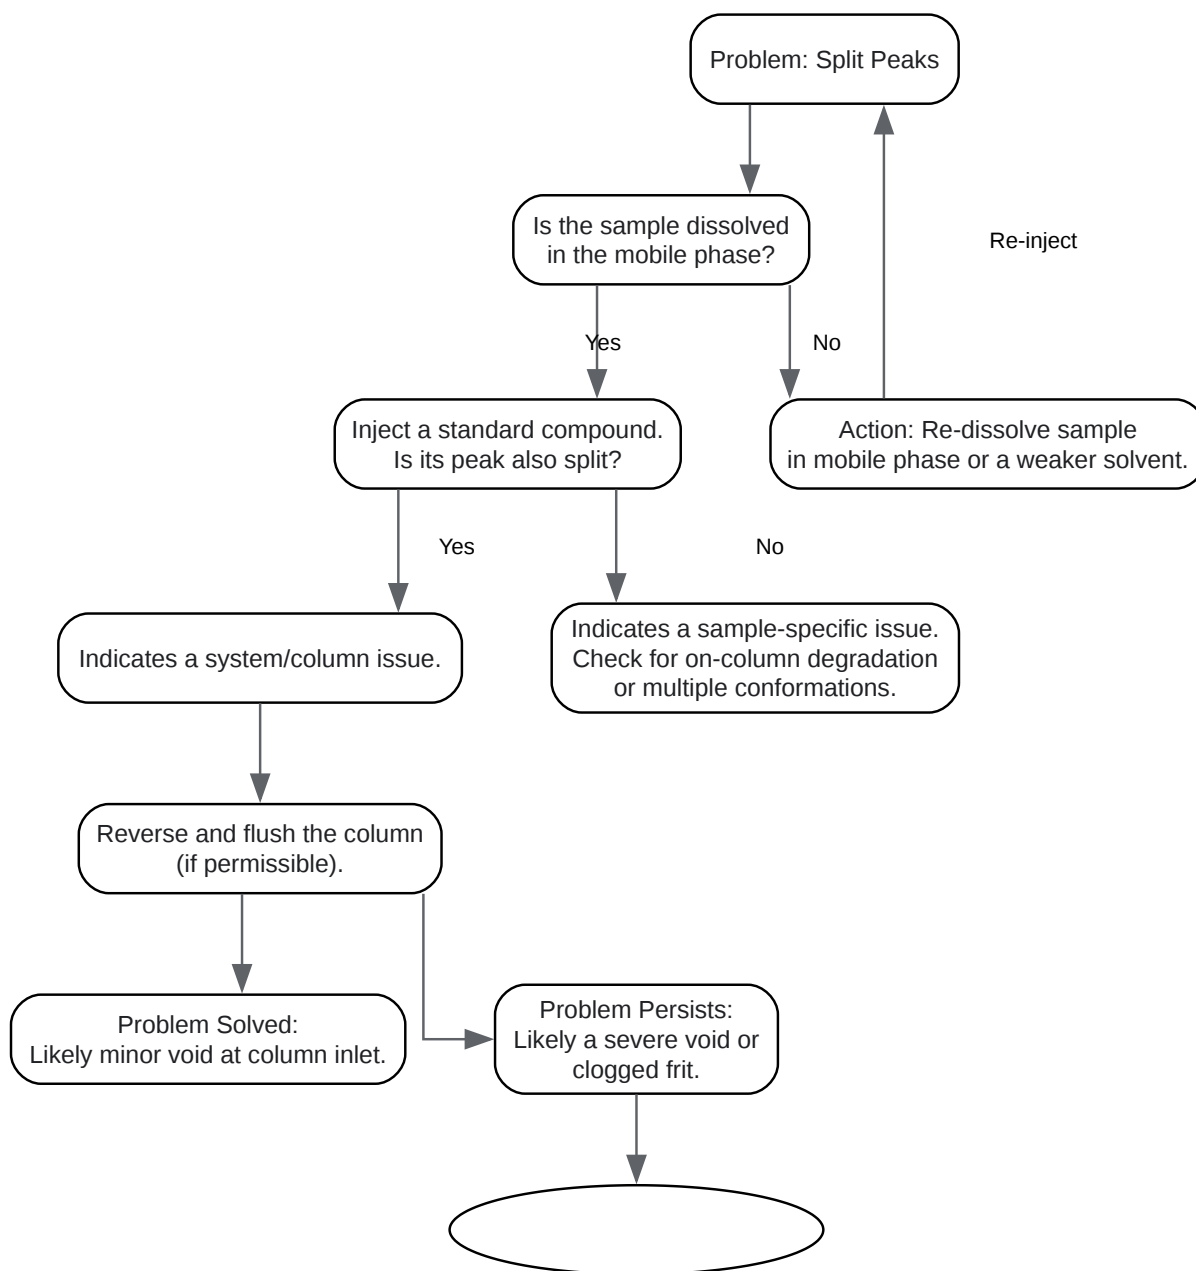 Problem: Split Peaks
Is the sample dissolved
in the mobile phase?
Re-inject
Yes
No
Inject a standard compound.
Is its peak also split?
Action: Re-dissolve sample
in mobile phase or a weaker solvent.
Yes
No
Indicates a system/column issue.
Indicates a sample-specific issue.
Check for on-column degradation
or multiple conformations.
Reverse and flush the column
(if permissible).
Problem Solved:
Likely minor void at column inlet.
Problem Persists:
Likely a severe void or
clogged frit.